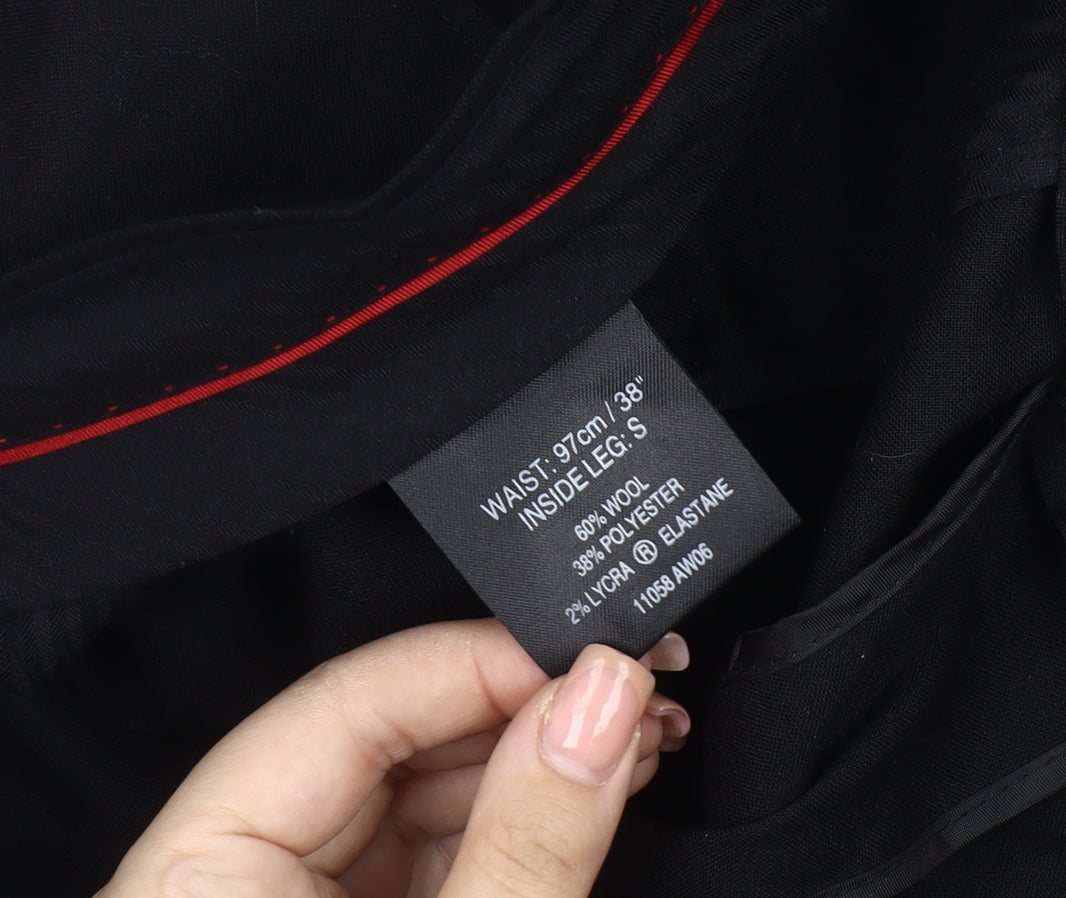 WAIST: 97cm / 38"
INSIDE LEG: S
60% WOOL
38% POLYESTER
2% LYCRA ® ELASTANE
11058 AW06